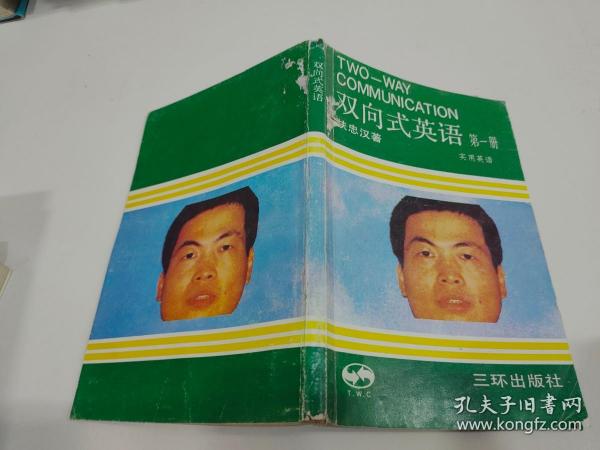 TWO-WAY
COMMUNICATION
双向式英语 第一册
扶忠汉著
实用英语
双向式英语
T.W.C
三环出版社
孔夫子旧书网
www.kongfz.com